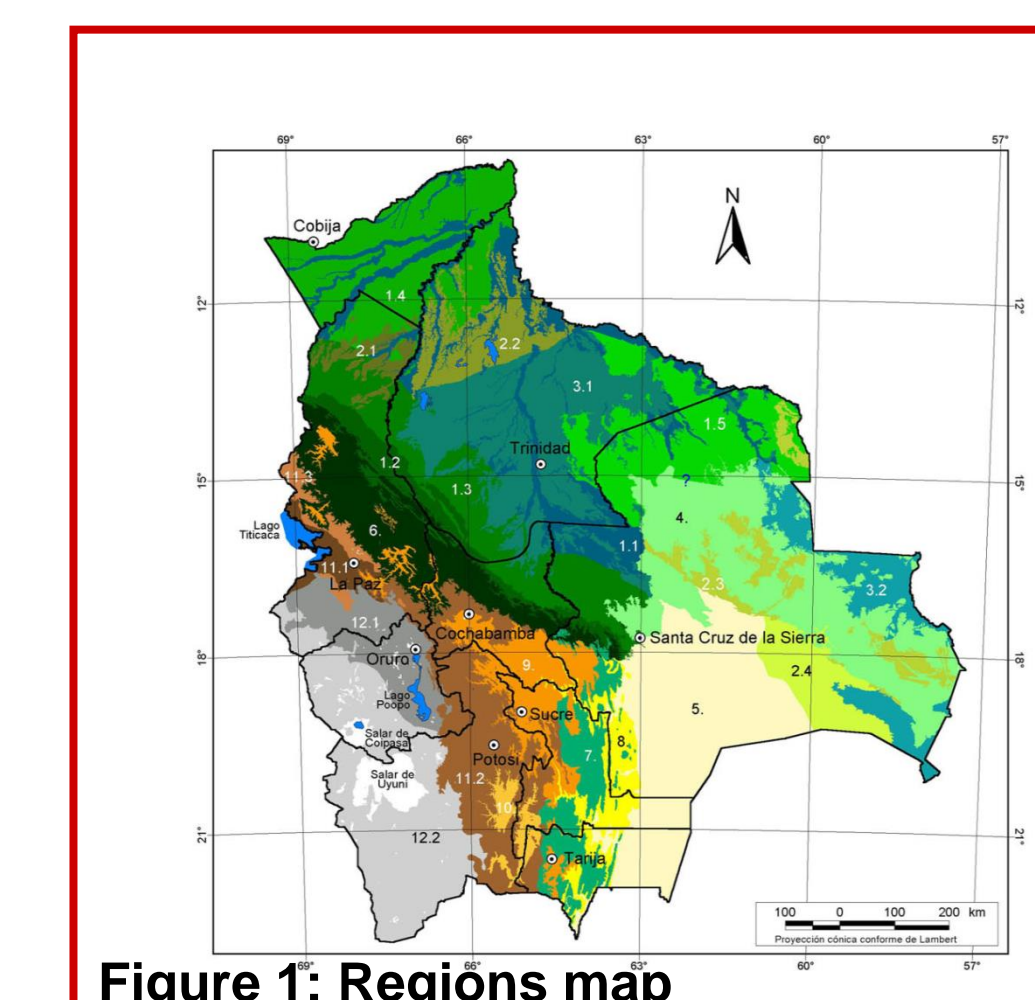 69° 66° 63° 60° 57°
N
Cobija
12° 1.4 12°
2.1 2.2
3.1
1.5
Trinidad
1.2
15° 11.3 1.3 ? 15°
4.
Lago
Titicaca
6.
1.1
11.1
La Paz
2.3 3.2
12.1
Cochabamba Santa Cruz de la Sierra
18° Oruro 9. 2.4 18°
Lago
Poopo
Sucre 5.
Salar de
Coipasa
7. 8.
Potosi
Salar de
Uyuni
11.2
10.
21° 12.2 21°
Tarija
100 0 100 200 km
Proyección cónica conforme de Lambert
69° 66° 63° 60° 57°
Figure 1: Regions map